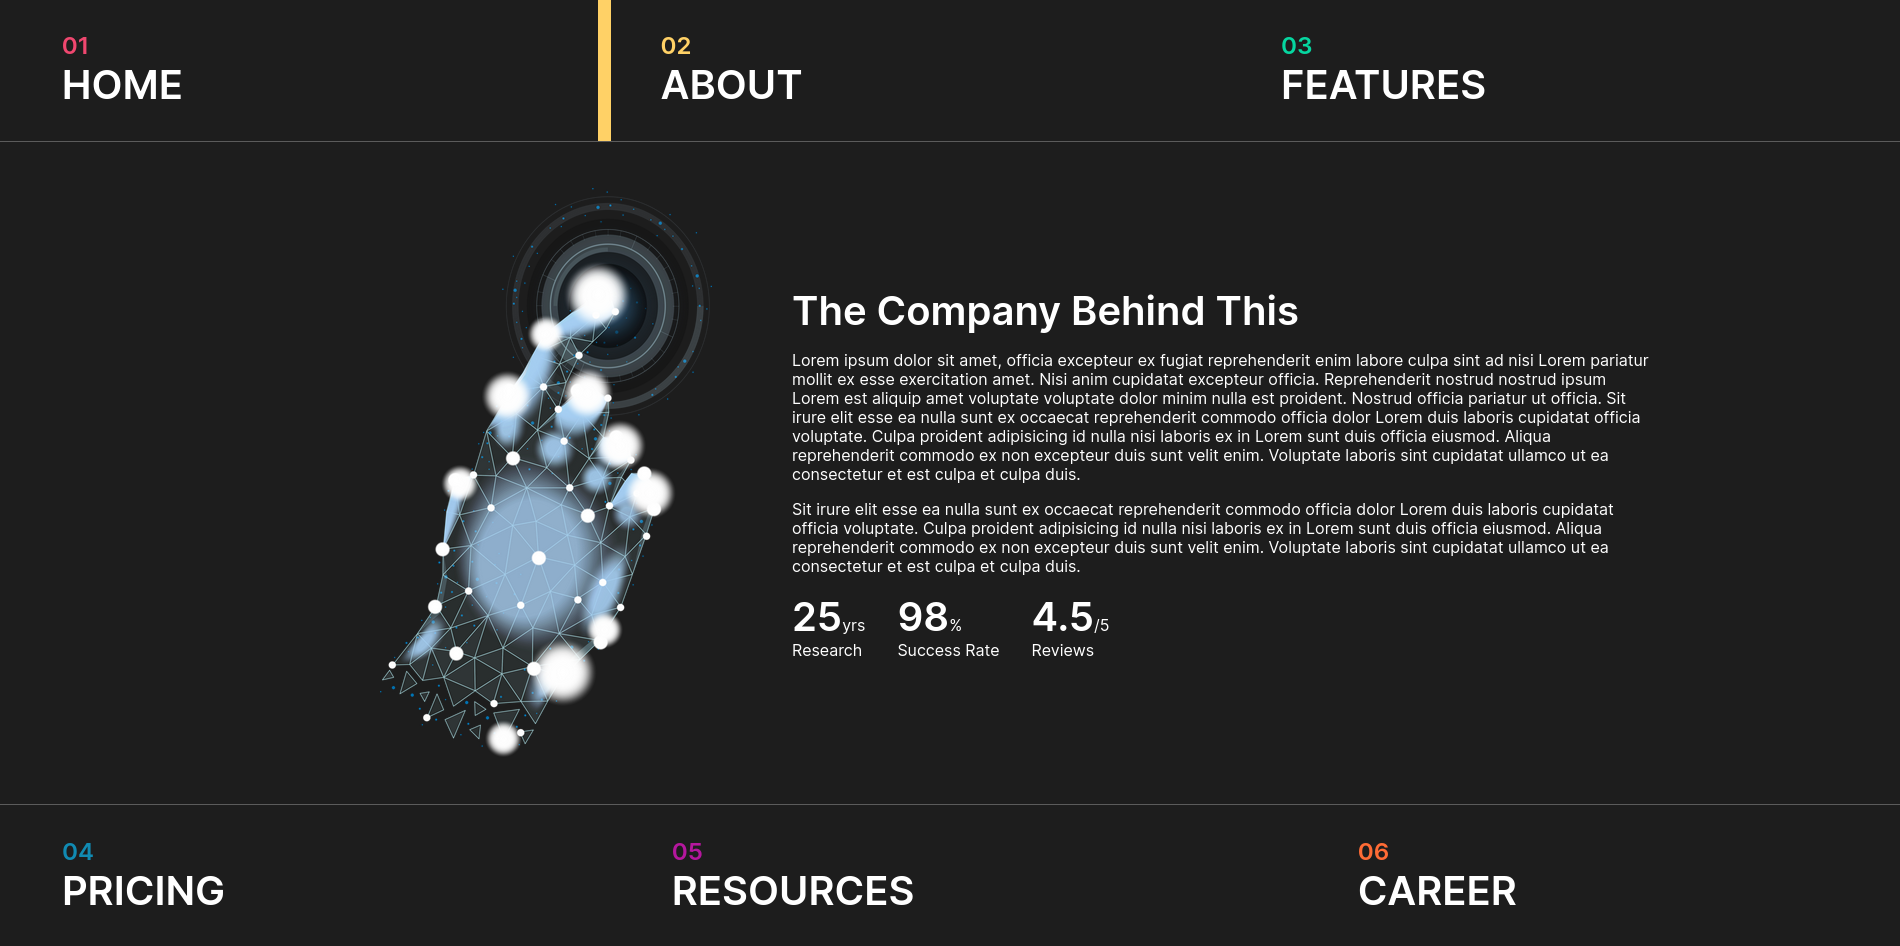 01
HOME
02
ABOUT
03
FEATURES
The Company Behind This
Lorem ipsum dolor sit amet, officia excepteur ex fugiat reprehenderit enim labore culpa sint ad nisi Lorem pariatur
mollit ex esse exercitation amet. Nisi anim cupidatat excepteur officia. Reprehenderit nostrud nostrud ipsum
Lorem est aliquip amet voluptate voluptate dolor minim nulla est proident. Nostrud officia pariatur ut officia. Sit
irure elit esse ea nulla sunt ex occaecat reprehenderit commodo officia dolor Lorem duis laboris cupidatat officia
voluptate. Culpa proident adipisicing id nulla nisi laboris ex in Lorem sunt duis officia eiusmod. Aliqua
reprehenderit commodo ex non excepteur duis sunt velit enim. Voluptate laboris sint cupidatat ullamco ut ea
consectetur et est culpa et culpa duis.
Sit irure elit esse ea nulla sunt ex occaecat reprehenderit commodo officia dolor Lorem duis laboris cupidatat
officia voluptate. Culpa proident adipisicing id nulla nisi laboris ex in Lorem sunt duis officia eiusmod. Aliqua
reprehenderit commodo ex non excepteur duis sunt velit enim. Voluptate laboris sint cupidatat ullamco ut ea
consectetur et est culpa et culpa duis.
25yrs
Research
98%
Success Rate
4.5/5
Reviews
04
PRICING
05
RESOURCES
06
CAREER